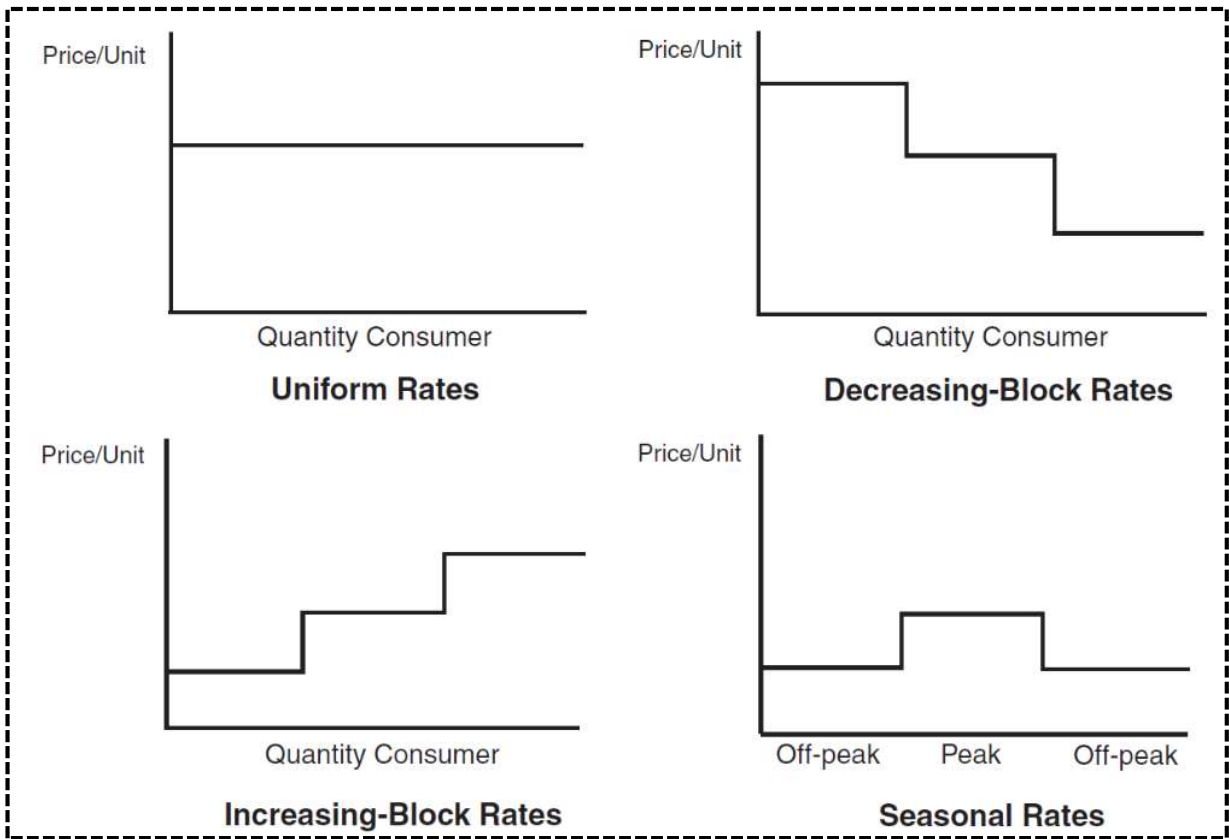 Price/Unit
Quantity Consumer
Uniform Rates
Price/Unit
Quantity Consumer
Decreasing-Block Rates
Price/Unit
Quantity Consumer
Increasing-Block Rates
Price/Unit
Off-peak Peak Off-peak
Seasonal Rates